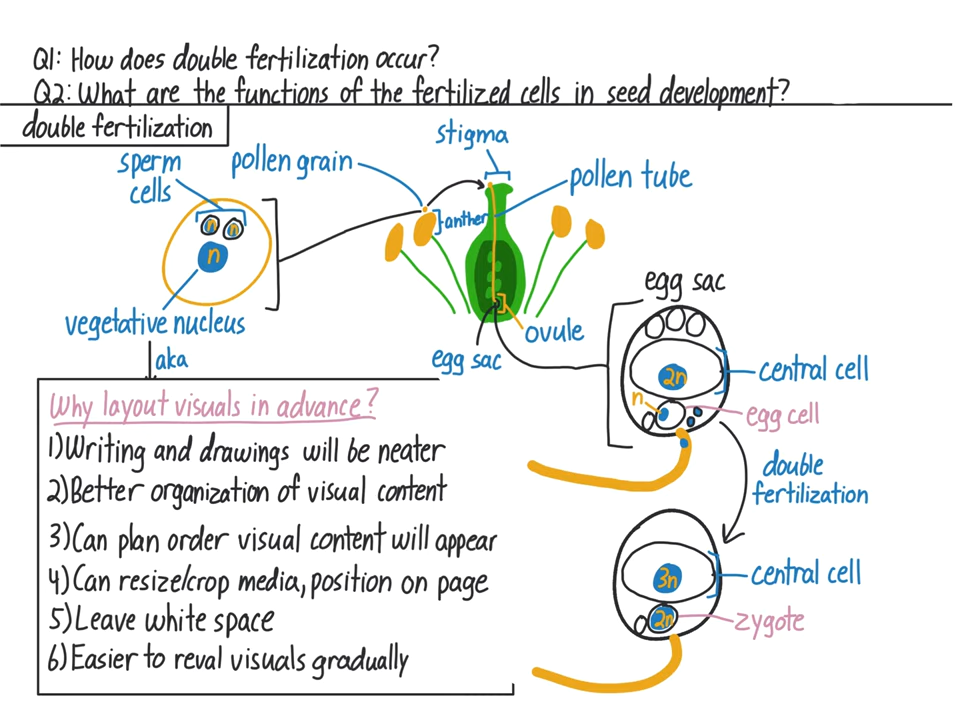 Q1: How does double fertilization occur?
Q2: What are the functions of the fertilized cells in seed development?
double fertilization
stigma
sperm
cells
pollen grain
pollen tube
anther
n
n
n
vegetative nucleus
aka
egg sac
ovule
egg sac
2n
central cell
n
egg cell
double
fertilization
3n
central cell
2n
zygote
Why layout visuals in advance?
1) Writing and drawings will be neater
2) Better organization of visual content
3) Can plan order visual content will appear
4) Can resize/crop media, position on page
5) Leave white space
6) Easier to reval visuals gradually